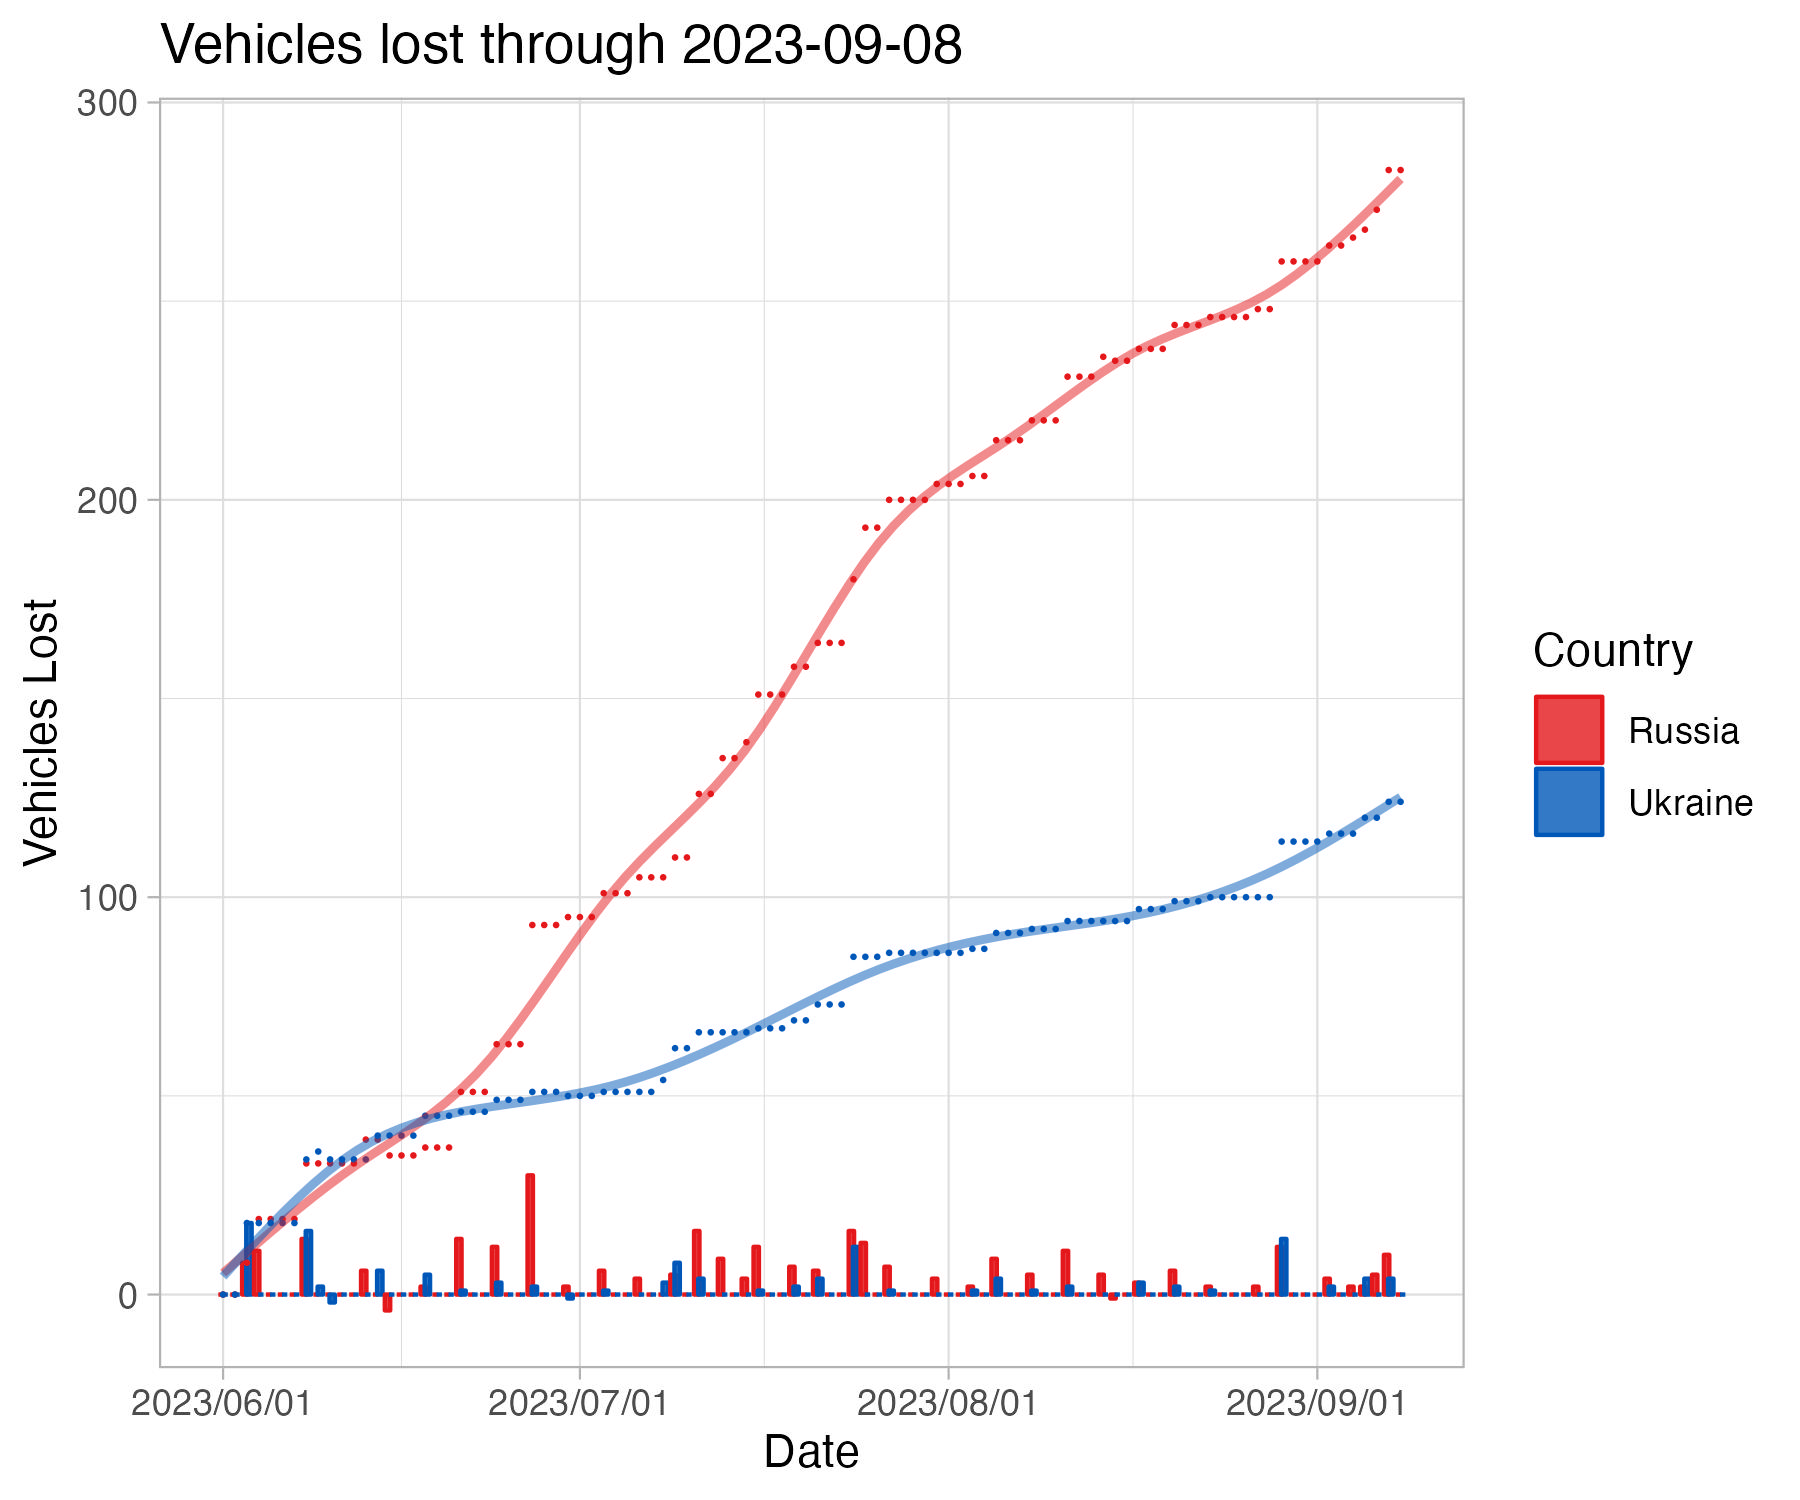 Vehicles lost through 2023-09-08
300
200
100
0
Vehicles Lost
2023/06/01
2023/07/01
2023/08/01
2023/09/01
Date
Country
Russia
Ukraine